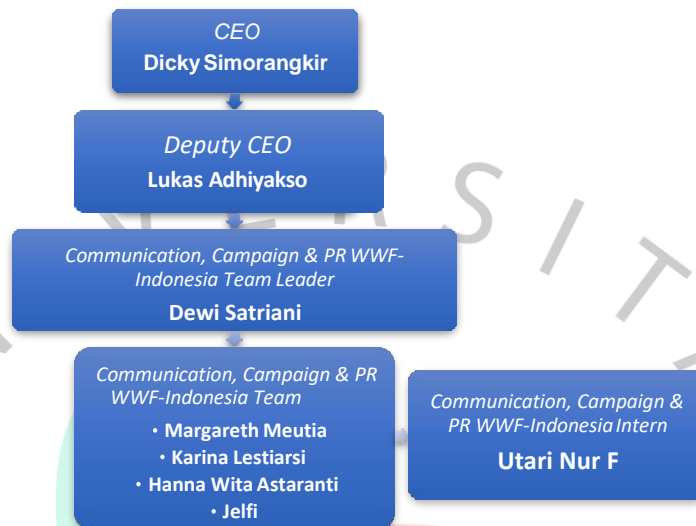 CEO
Dicky Simorangkir
Deputy CEO
Lukas Adhiyakso
Communication, Campaign & PR WWF-
Indonesia Team Leader
Dewi Satriani
Communication, Campaign & PR
WWF-Indonesia Team
• Margareth Meutia
• Karina Lestiarsi
• Hanna Wita Astaranti
• Jelfi
Communication, Campaign &
PR WWF-Indonesia Intern
Utari Nur F